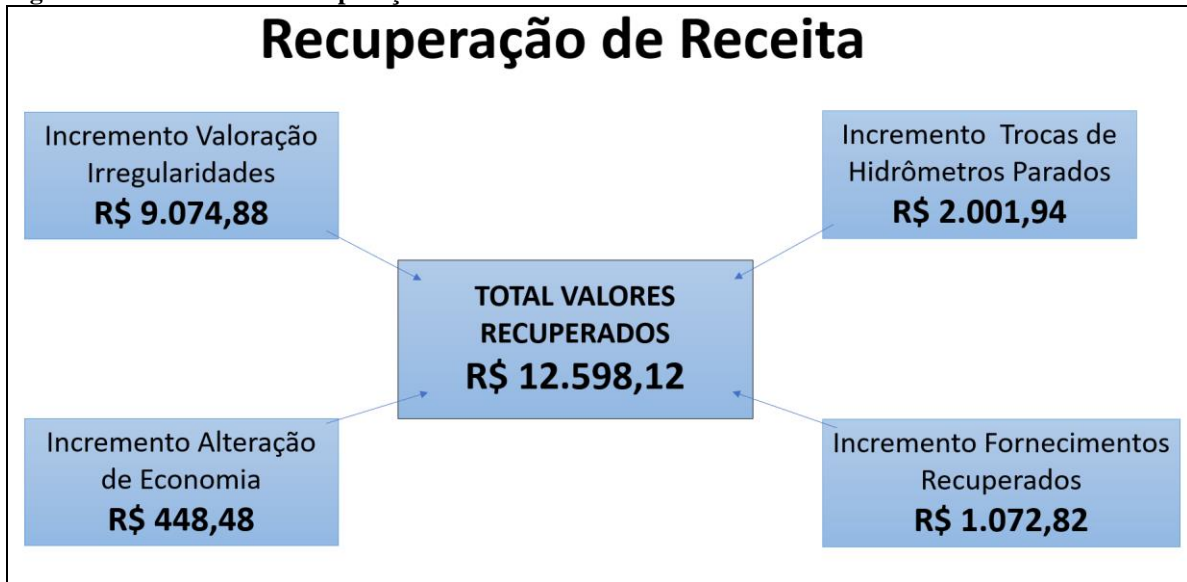 Recuperação de Receita
Incremento Valoração
Irregularidades
R$ 9.074,88
Incremento Trocas de
Hidrômetros Parados
R$ 2.001,94
TOTAL VALORES
RECUPERADOS
R$ 12.598,12
Incremento Alteração
de Economia
R$ 448,48
Incremento Fornecimentos
Recuperados
R$ 1.072,82